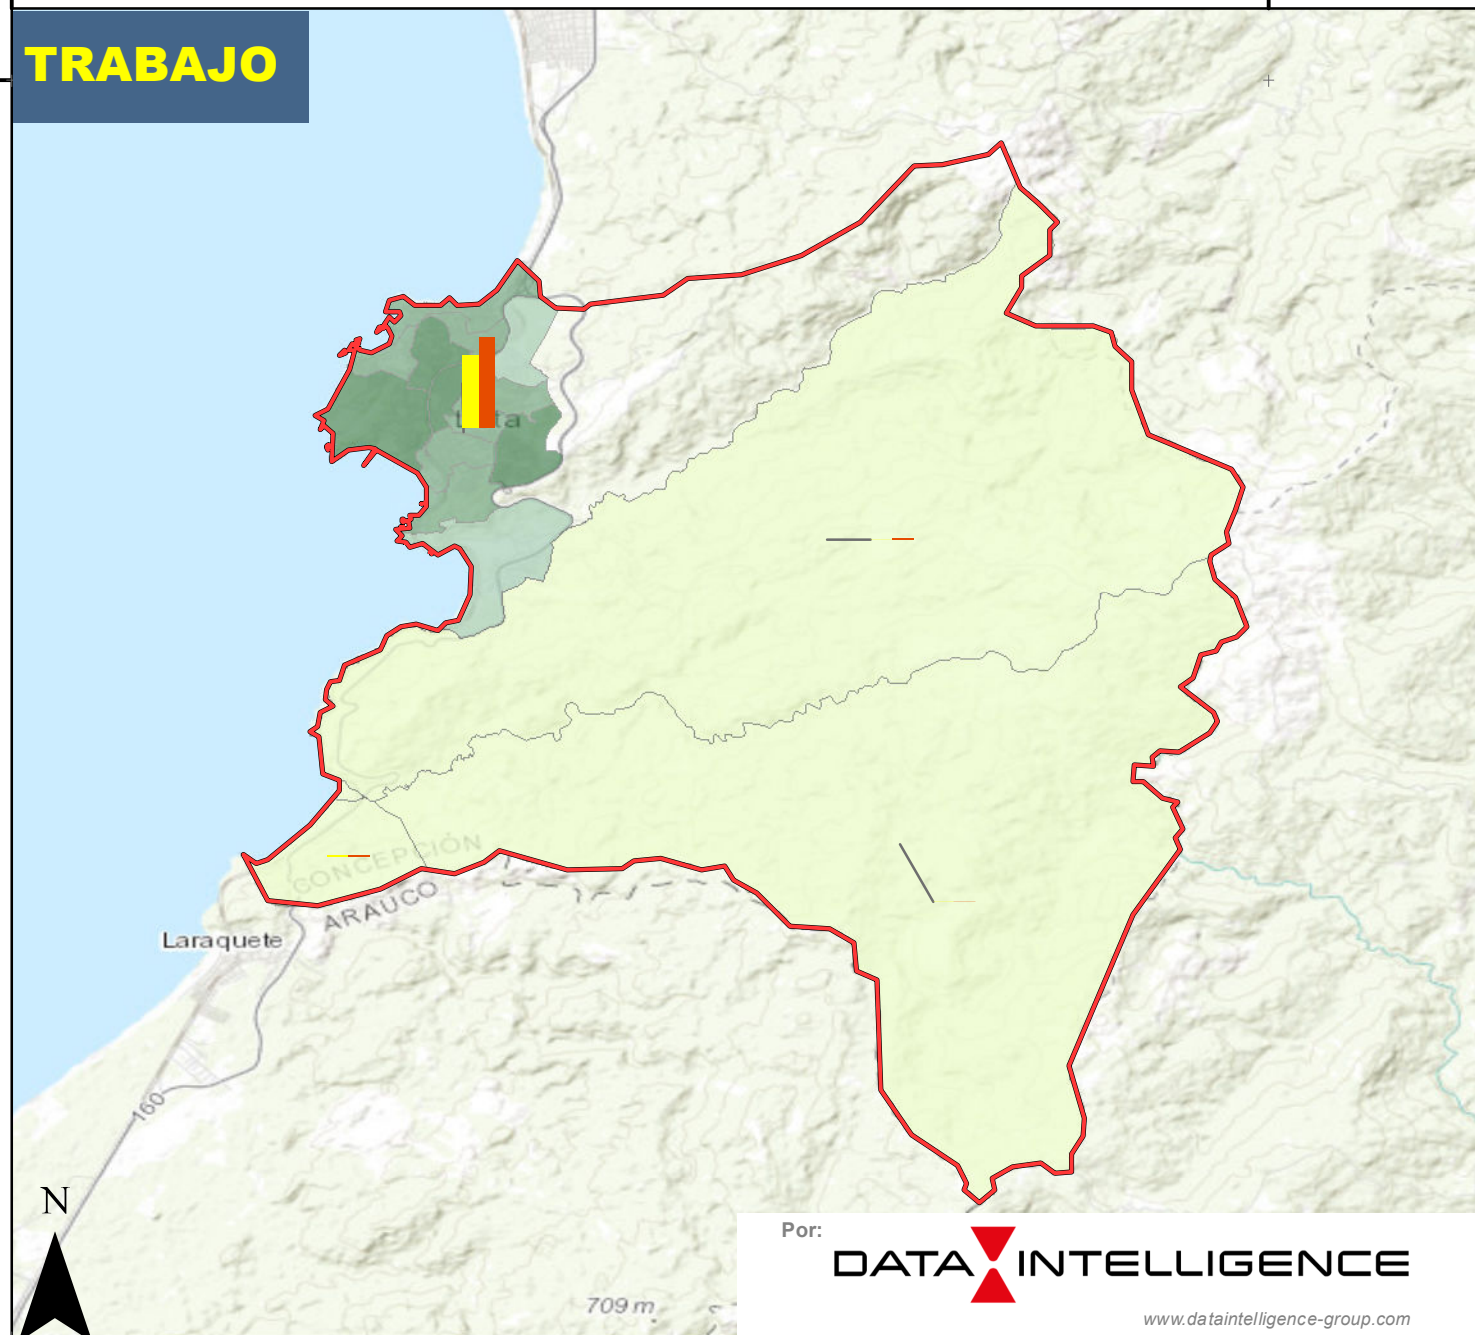 TRABAJO
CONCEPCIÓN
ARAUCO
Laraquete
160
N
709 m
Por:
DATA INTELLIGENCE
www.dataintelligence-group.com